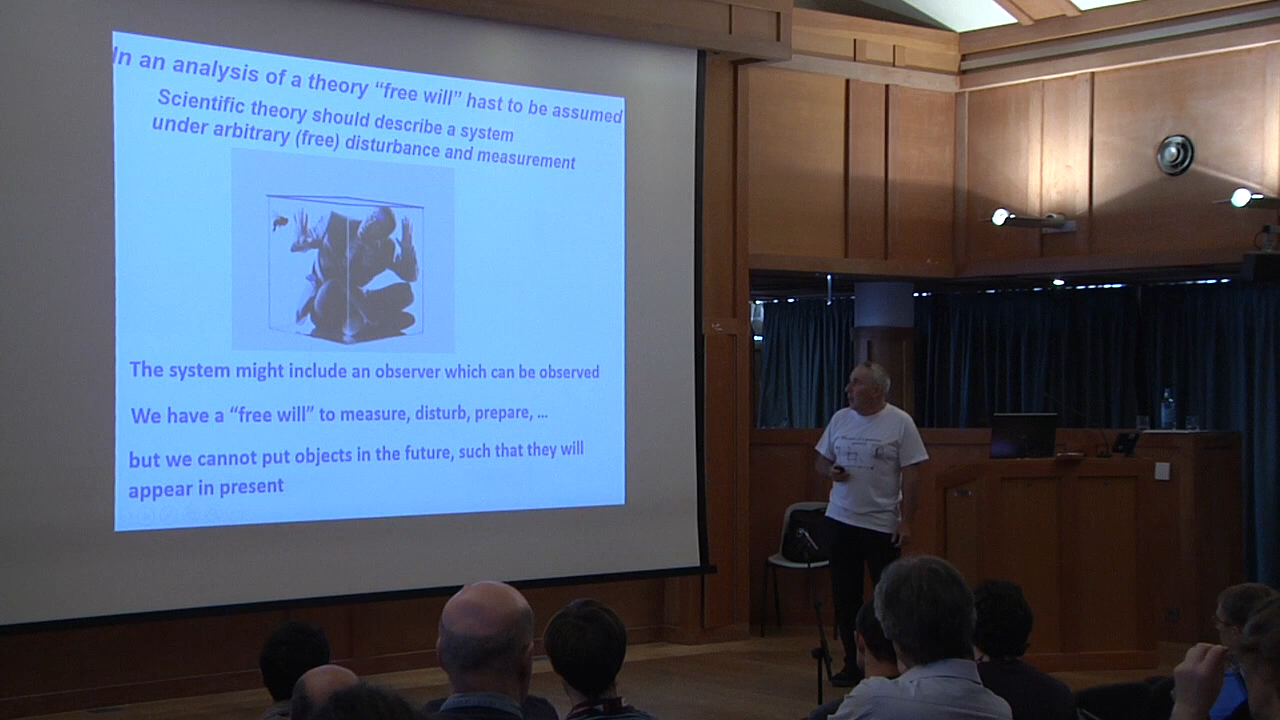 In an analysis of a theory “free will” hast to be assumed
Scientific theory should describe a system
under arbitrary (free) disturbance and measurement
The system might include an observer which can be observed
We have a “free will” to measure, disturb, prepare, ...
but we cannot put objects in the future, such that they will
appear in present